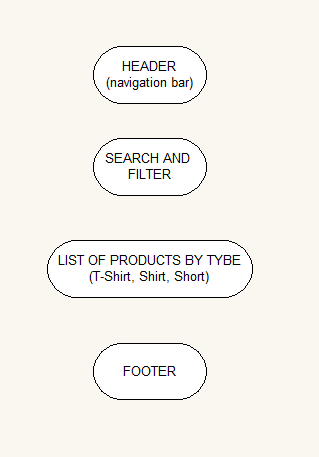 HEADER
(navigation bar)
SEARCH AND
FILTER
LIST OF PRODUCTS BY TYBE
(T-Shirt, Shirt, Short)
FOOTER